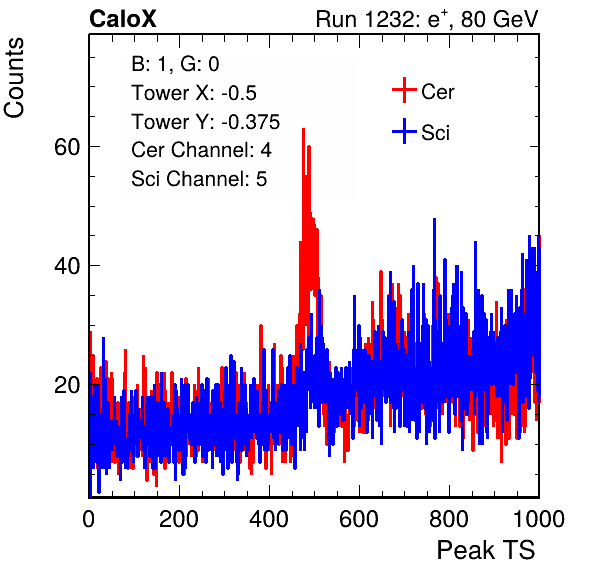 CaloX Run 1232: e+, 80 GeV
Counts
B: 1, G: 0
Tower X: -0.5
Tower Y: -0.375
Cer Channel: 4
Sci Channel: 5
Cer
Sci
60
40
20
0 200 400 600 800 1000
Peak TS